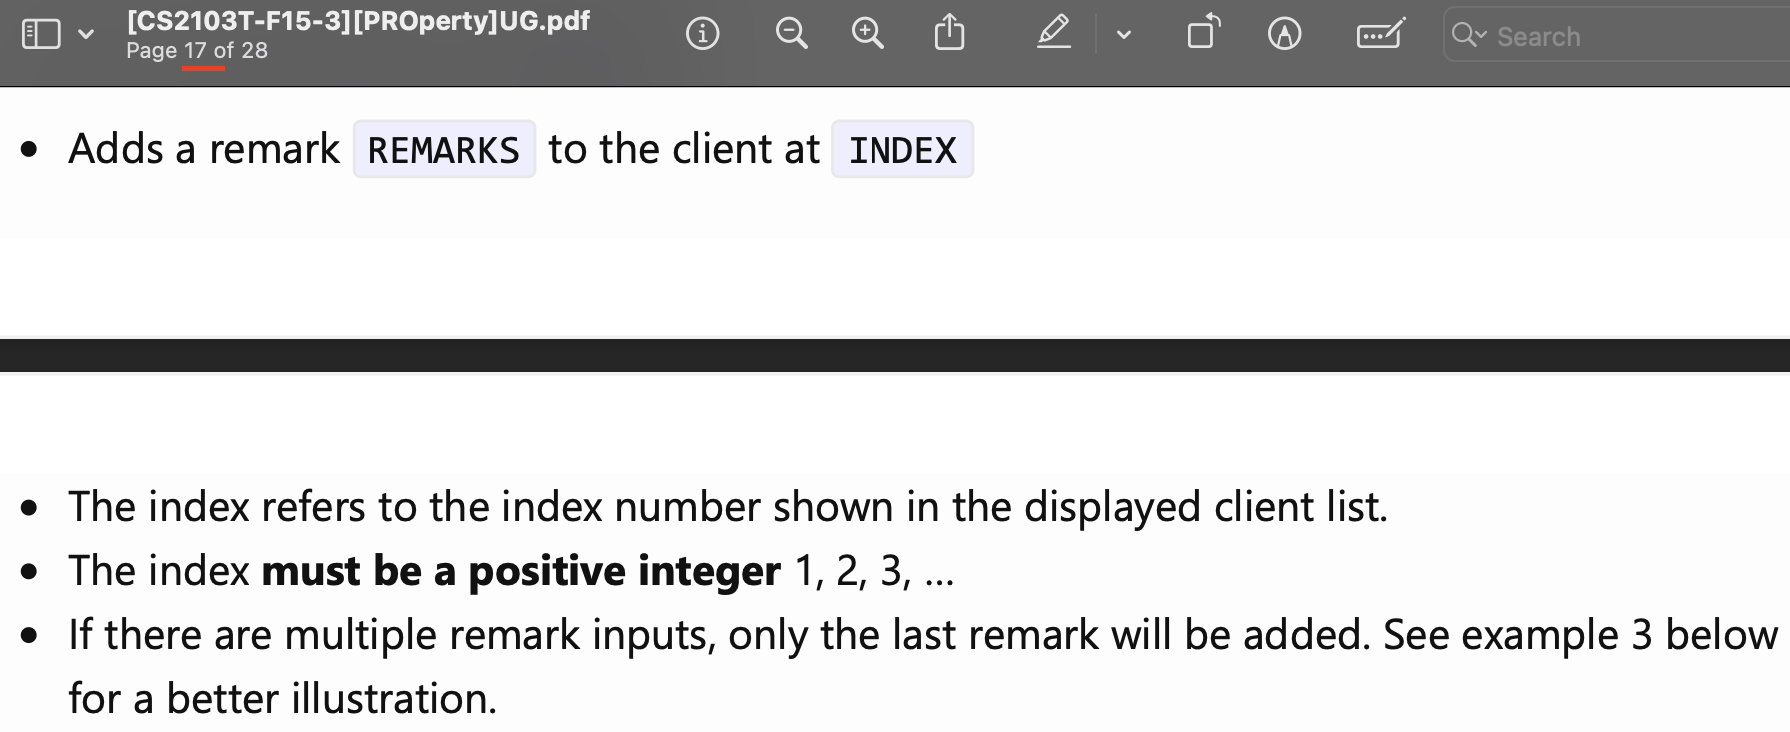 [CS2103T-F15-3][PROperty]UG.pdf
Page 17 of 28
Search
• Adds a remark REMARKS to the client at INDEX
• The index refers to the index number shown in the displayed client list.
• The index must be a positive integer 1, 2, 3, ...
• If there are multiple remark inputs, only the last remark will be added. See example 3 below
for a better illustration.